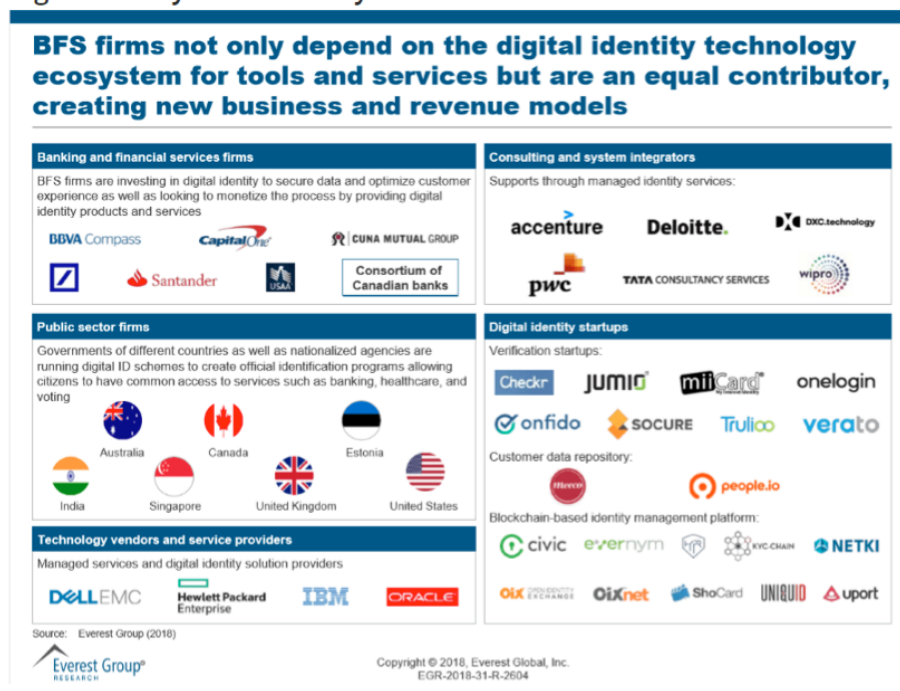 BFS firms not only depend on the digital identity technology
ecosystem for tools and services but are an equal contributor,
creating new business and revenue models
Banking and financial services firms
BFS firms are investing in digital identity to secure data and optimize customer
experience as well as looking to monetize the process by providing digital
identity products and services
BBVA Compass
Capital One
CUNA MUTUAL GROUP
Santander
USAA
Consortium of
Canadian banks
Public sector firms
Governments of different countries as well as nationalized agencies are
running digital ID schemes to create official identification programs allowing
citizens to have common access to services such as banking, healthcare, and
voting
Australia
Canada
Estonia
India
Singapore
United Kingdom
United States
Technology vendors and service providers
Managed services and digital identity solution providers
DELL EMC
Hewlett Packard
Enterprise
IBM
ORACLE
Consulting and system integrators
Supports through managed identity services:
accenture
Deloitte.
DXC.technology
pwc
TATA CONSULTANCY SERVICES
wipro
Digital identity startups
Verification startups:
Checkr
JUMIO
miiCard
onelogin
onfido
SOCURE
Trulioo
verato
Customer data repository:
meeco
people.io
Blockchain-based identity management platform:
civic
evernym
KYC-CHAIN
NETKI
OIX OPEN IDENTITY
EXCHANGE
OIXnet
ShoCard
UNIQUID
uport
Source: Everest Group (2018)
Everest Group®
RESEARCH
Copyright © 2018, Everest Global, Inc.
EGR-2018-31-R-2604